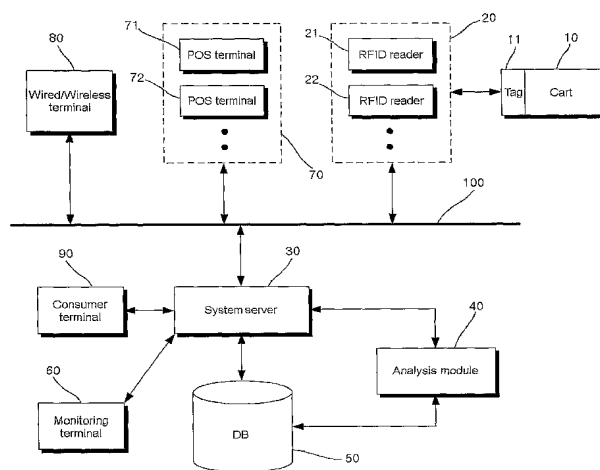 80
71
72
POS terminal
POS terminal
70
20
21
22
RFID reader
RFID reader
11
10
Tag
Cart
Wired/Wireless
terminal
100
90
Consumer
terminal
30
System server
40
Analysis module
60
Monitoring
terminal
DB
50